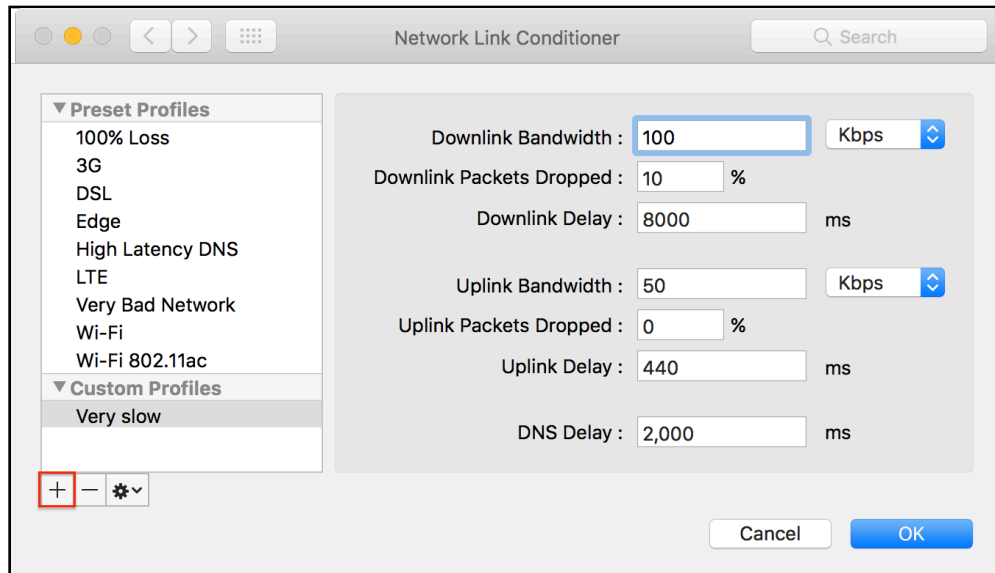 Network Link Conditioner
Search
Preset Profiles
100% Loss
3G
DSL
Edge
High Latency DNS
LTE
Very Bad Network
Wi-Fi
Wi-Fi 802.11ac
Custom Profiles
Very slow
Downlink Bandwidth : 100 Kbps
Downlink Packets Dropped : 10 %
Downlink Delay : 8000 ms
Uplink Bandwidth : 50 Kbps
Uplink Packets Dropped : 0 %
Uplink Delay : 440 ms
DNS Delay : 2,000 ms
Cancel OK